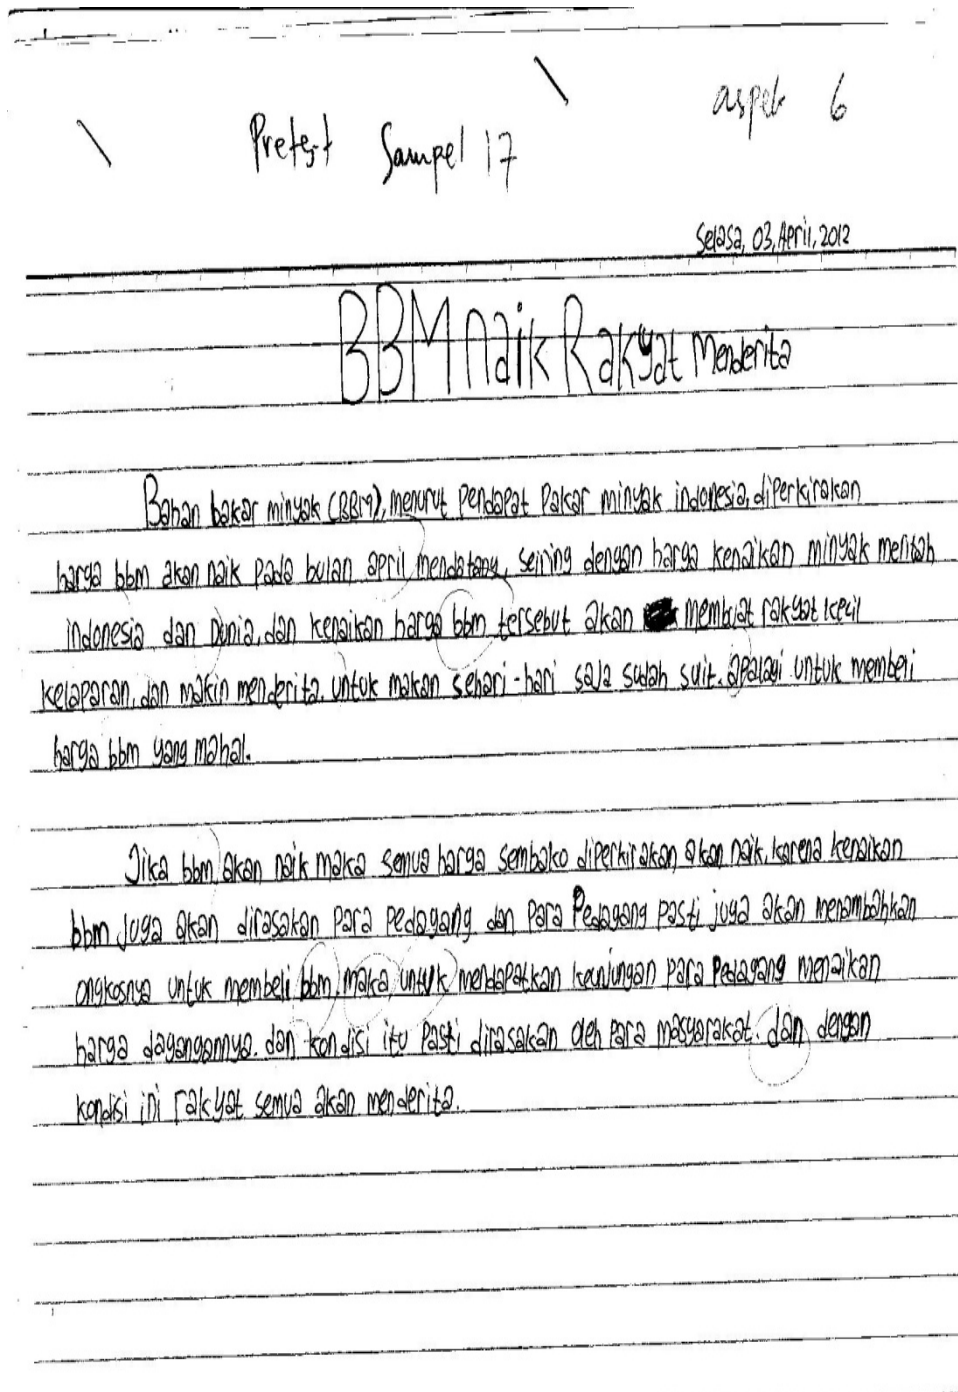 aspek 6
Pretest Sampel 17
Selasa, 03, April, 2012
BBM Naik Rakyat Menderita
Bahan bakar minyak (BBM), menurut pendapat pakar minyak indonesia, diperkirakan
harga bbm akan naik pada bulan april mendatang, seiring dengan harga kenaikan minyak mentah
indonesia dan Dunia, dan kenaikan harga bbm tersebut akan membuat rakyat kecil
kelaparan, dan makin menderita. untuk makan sehari-hari saja sudah sulit. apalagi untuk membeli
harga bbm yang mahal.
Jika bbm akan naik maka semua harga sembako diperkirakan, akan naik, karena kenaikan
bbm juga akan dirasakan para pedagang dan para Pedagang pasti juga akan menambahkan
ongkosnya untuk membeli bbm, maka, untuk mendapatkan para Pedagang menaikan
harga dagangannya. dan kondisi itu pasti dirasakan oleh para masyarakat. dan dengan
kondisi ini rakyat semua akan menderita.